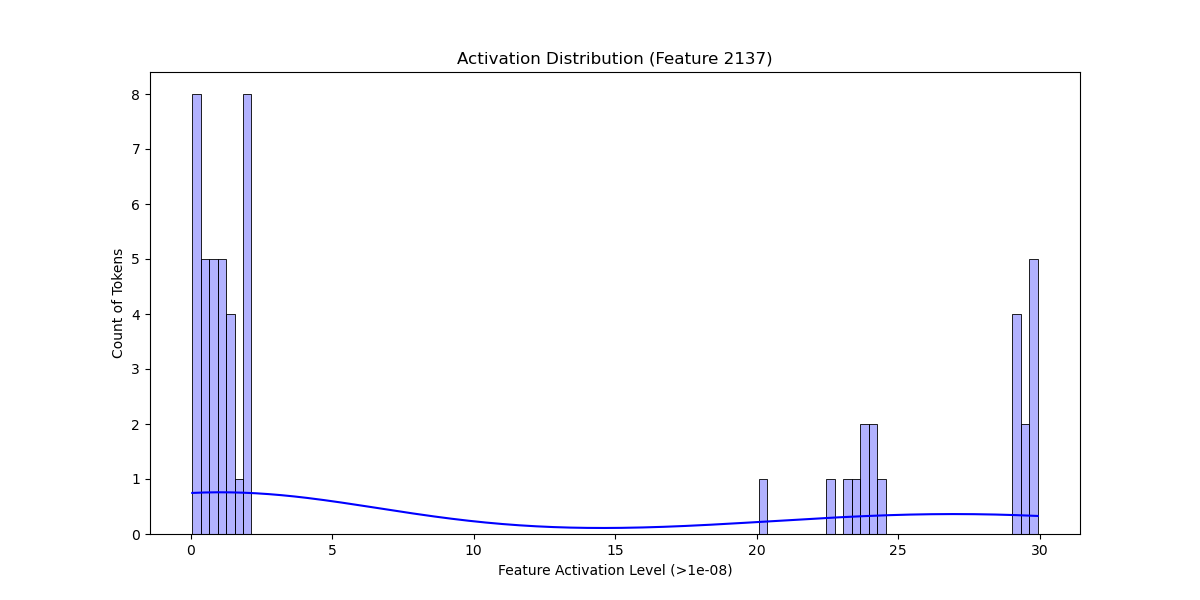 Activation Distribution (Feature 2137)
8
7
6
5
4
3
2
1
0
Count of Tokens
0 5 10 15 20 25 30
Feature Activation Level (>1e-08)